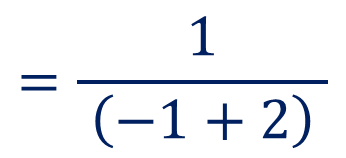 = 1/(−1 + 2)